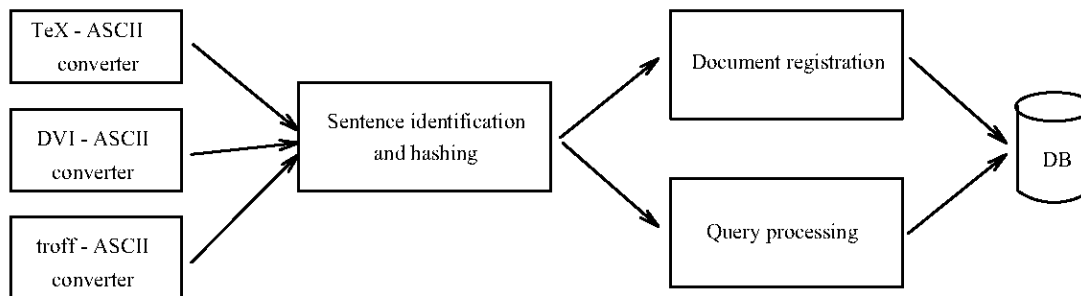 TeX - ASCII
converter
DVI - ASCII
converter
troff - ASCII
converter
Sentence identification
and hashing
Document registration
Query processing
DB